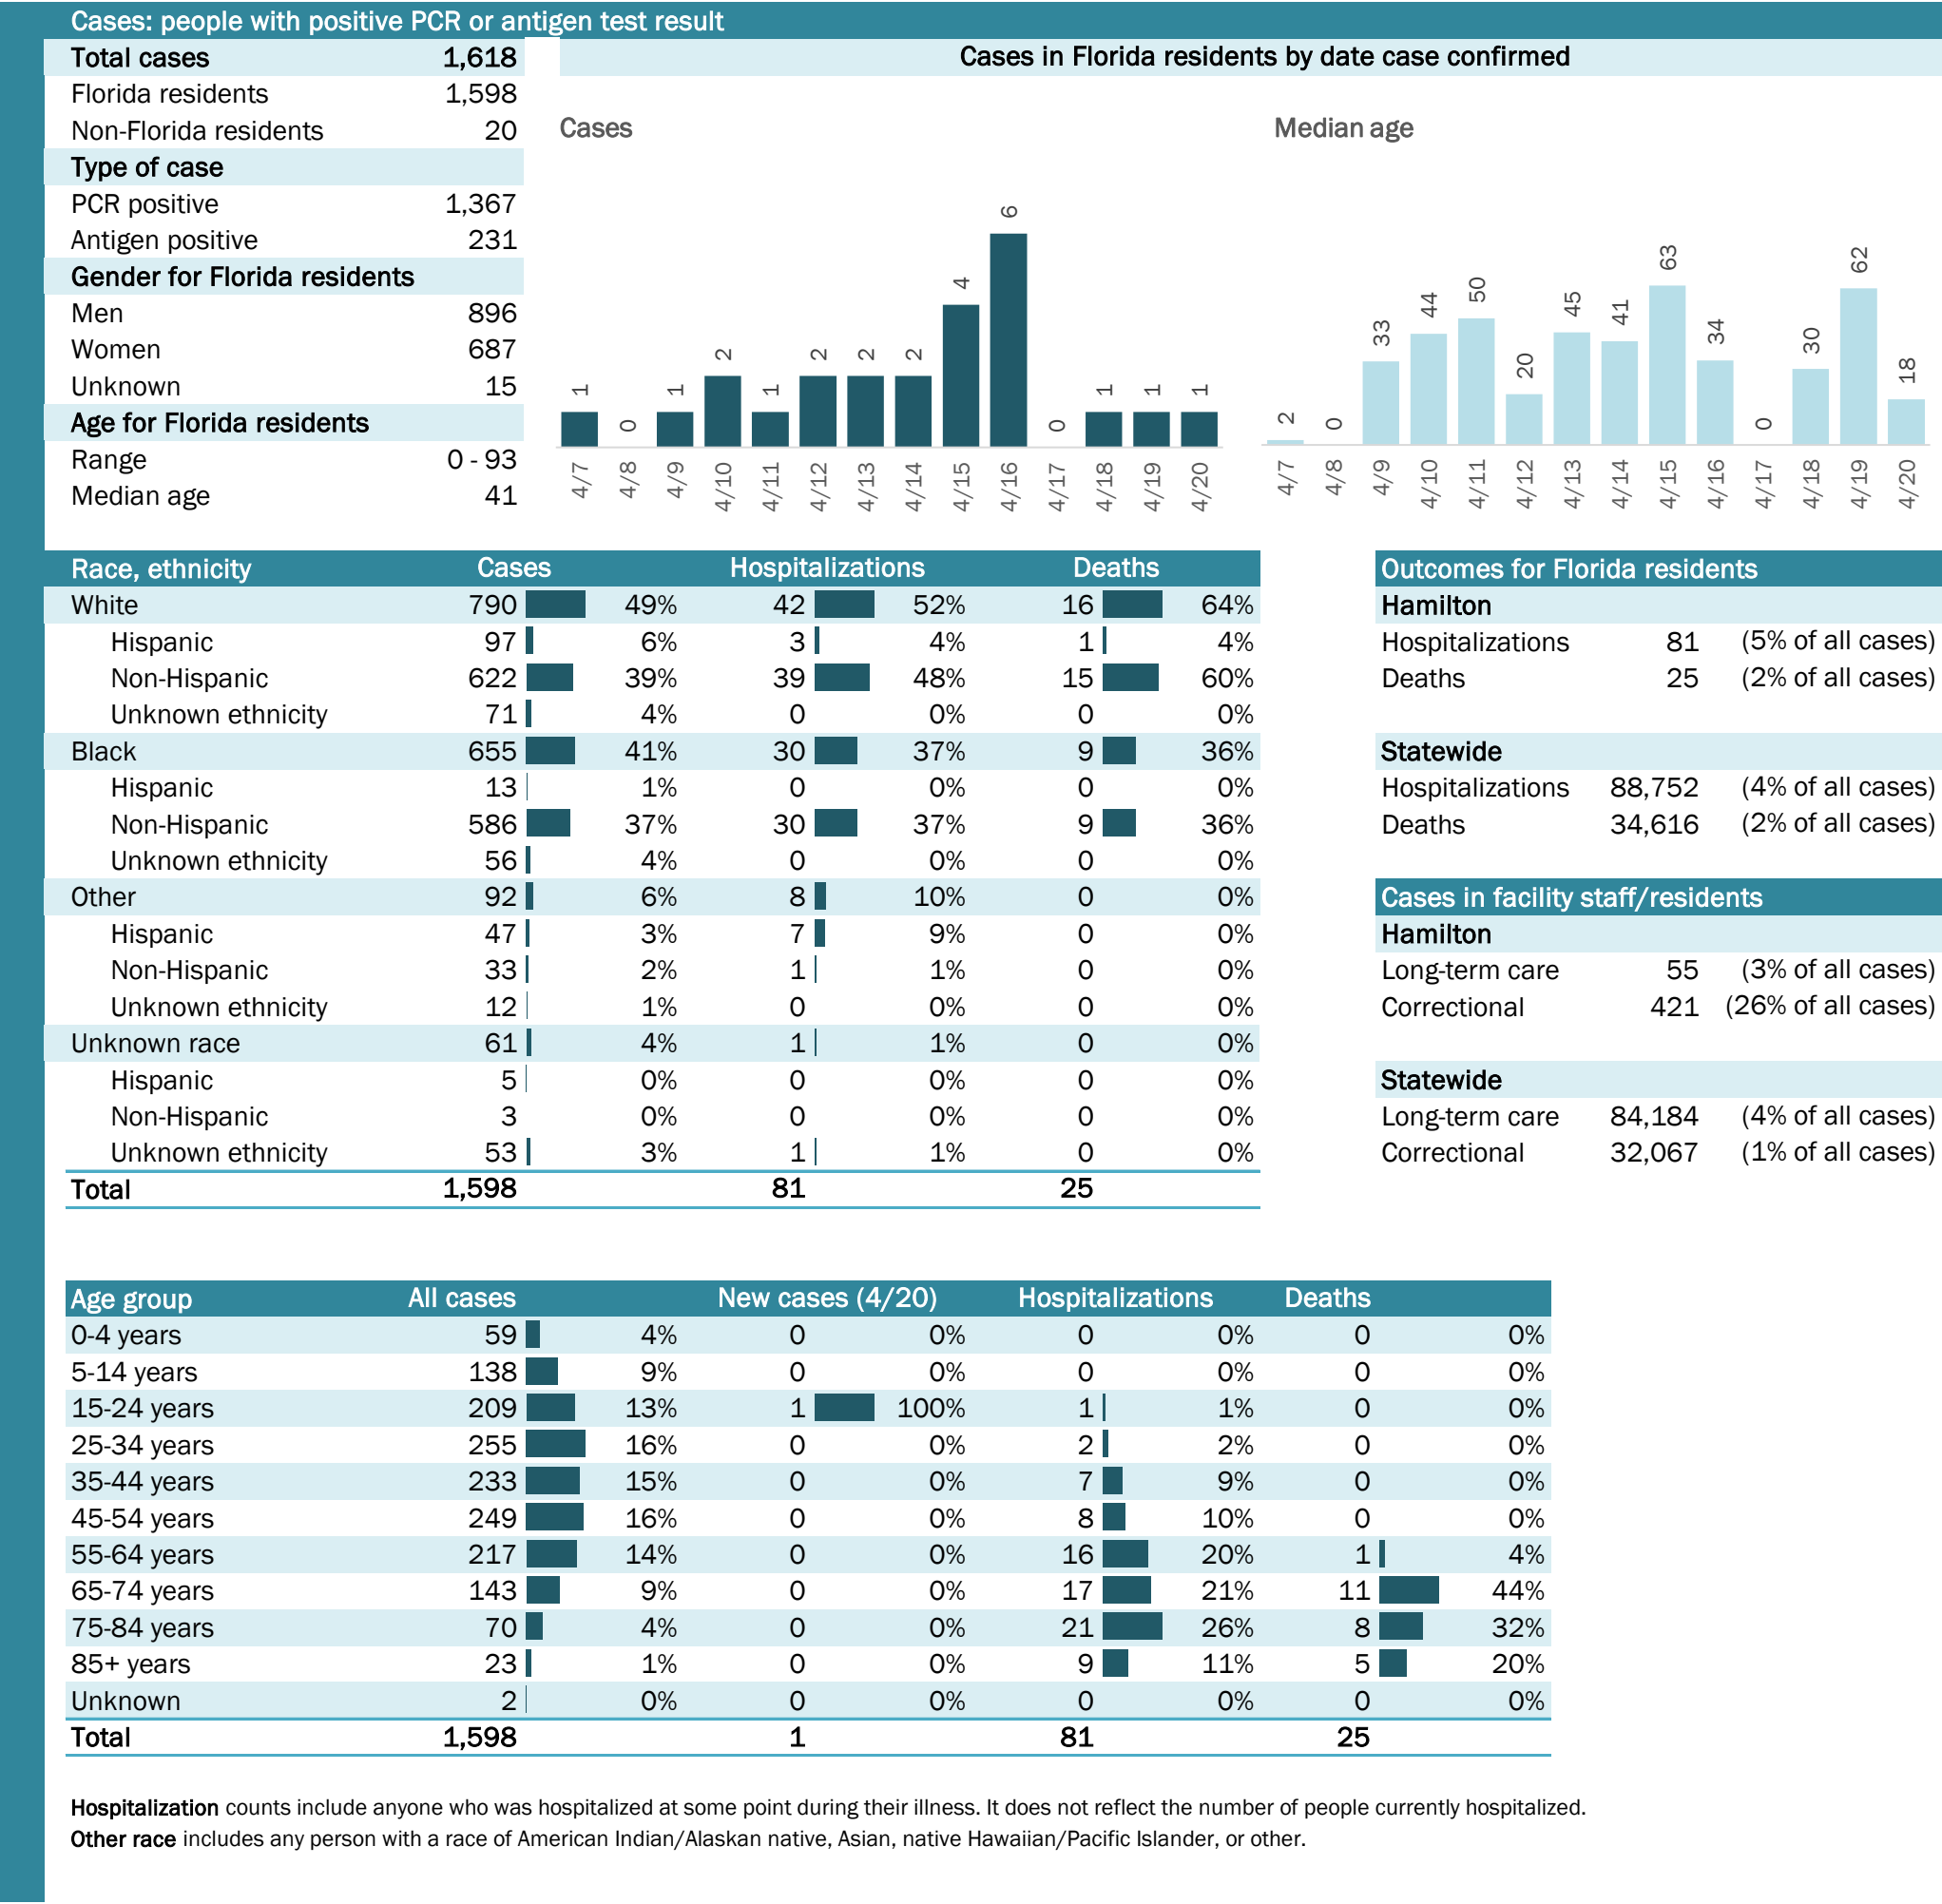 Cases: people with positive PCR or antigen test result
Total cases 1,618
Florida residents 1,598
Non-Florida residents 20
Type of case
PCR positive 1,367
Antigen positive 231
Gender for Florida residents
Men 896
Women 687
Unknown 15
Age for Florida residents
Range 0 - 93
Median age 41
Cases in Florida residents by date case confirmed
Cases
1 0 1 2 1 2 2 2 4 6 0 1 1 1
4/7 4/8 4/9 4/10 4/11 4/12 4/13 4/14 4/15 4/16 4/17 4/18 4/19 4/20
Median age
2 0 33 44 50 20 45 41 63 34 0 30 62 18
4/7 4/8 4/9 4/10 4/11 4/12 4/13 4/14 4/15 4/16 4/17 4/18 4/19 4/20
Race, ethnicity Cases Hospitalizations Deaths
White 790 49% 42 52% 16 64%
Hispanic 97 6% 3 4% 1 4%
Non-Hispanic 622 39% 39 48% 15 60%
Unknown ethnicity 71 4% 0 0% 0 0%
Black 655 41% 30 37% 9 36%
Hispanic 13 1% 0 0% 0 0%
Non-Hispanic 586 37% 30 37% 9 36%
Unknown ethnicity 56 4% 0 0% 0 0%
Other 92 6% 8 10% 0 0%
Hispanic 47 3% 7 9% 0 0%
Non-Hispanic 33 2% 1 1% 0 0%
Unknown ethnicity 12 1% 0 0% 0 0%
Unknown race 61 4% 1 1% 0 0%
Hispanic 5 0% 0 0% 0 0%
Non-Hispanic 3 0% 0 0% 0 0%
Unknown ethnicity 53 3% 1 1% 0 0%
Total 1,598 81 25
Outcomes for Florida residents
Hamilton
Hospitalizations 81 (5% of all cases)
Deaths 25 (2% of all cases)
Statewide
Hospitalizations 88,752 (4% of all cases)
Deaths 34,616 (2% of all cases)
Cases in facility staff/residents
Hamilton
Long-term care 55 (3% of all cases)
Correctional 421 (26% of all cases)
Statewide
Long-term care 84,184 (4% of all cases)
Correctional 32,067 (1% of all cases)
Age group All cases New cases (4/20) Hospitalizations Deaths
0-4 years 59 4% 0 0% 0 0% 0 0%
5-14 years 138 9% 0 0% 0 0% 0 0%
15-24 years 209 13% 1 100% 1 1% 0 0%
25-34 years 255 16% 0 0% 2 2% 0 0%
35-44 years 233 15% 0 0% 7 9% 0 0%
45-54 years 249 16% 0 0% 8 10% 0 0%
55-64 years 217 14% 0 0% 16 20% 1 4%
65-74 years 143 9% 0 0% 17 21% 11 44%
75-84 years 70 4% 0 0% 21 26% 8 32%
85+ years 23 1% 0 0% 9 11% 5 20%
Unknown 2 0% 0 0% 0 0% 0 0%
Total 1,598 1 81 25
Hospitalization counts include anyone who was hospitalized at some point during their illness. It does not reflect the number of people currently hospitalized.
Other race includes any person with a race of American Indian/Alaskan native, Asian, native Hawaiian/Pacific Islander, or other.